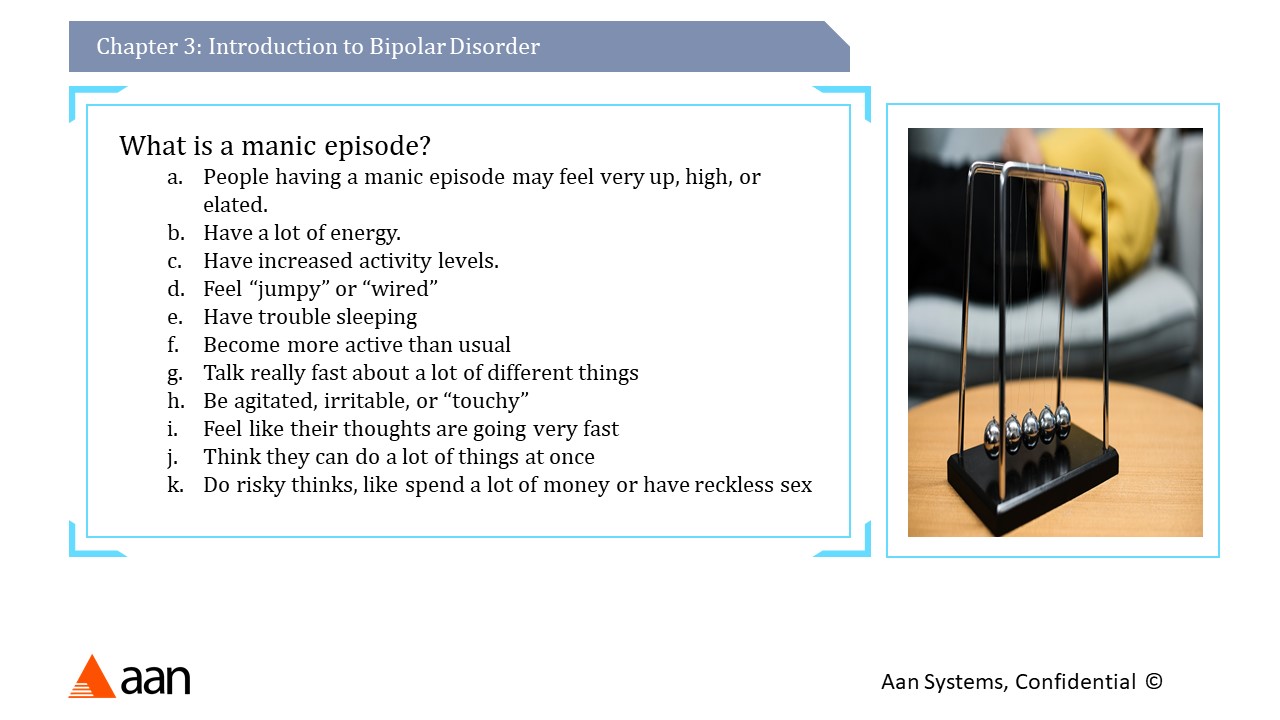 Chapter 3: Introduction to Bipolar Disorder
What is a manic episode?
a. People having a manic episode may feel very up, high, or
elated.
b. Have a lot of energy.
c. Have increased activity levels.
d. Feel “jumpy” or “wired”
e. Have trouble sleeping
f. Become more active than usual
g. Talk really fast about a lot of different things
h. Be agitated, irritable, or “touchy”
i. Feel like their thoughts are going very fast
j. Think they can do a lot of things at once
k. Do risky thinks, like spend a lot of money or have reckless sex
aan
Aan Systems, Confidential ©